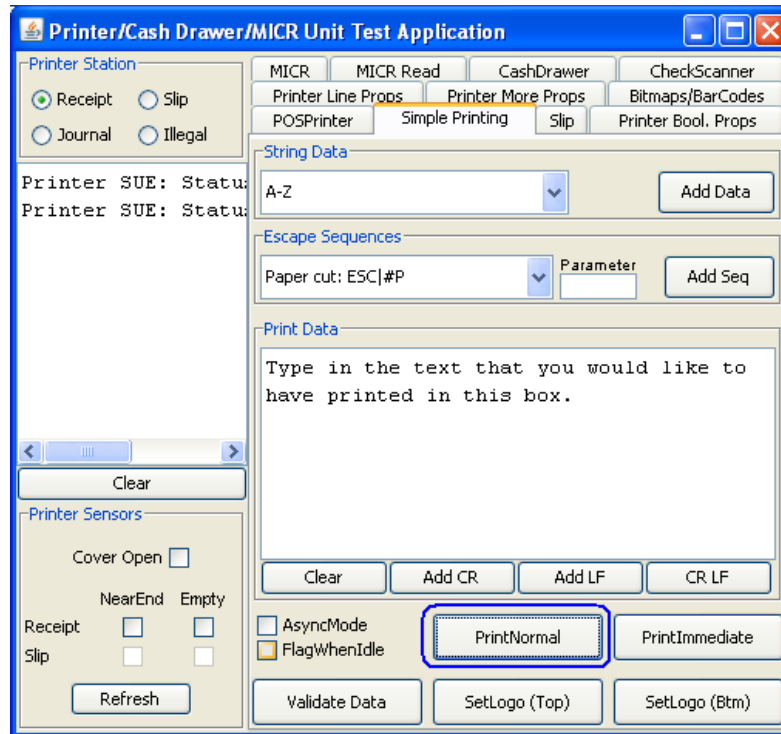 Printer/Cash Drawer/MICR Unit Test Application
Printer Station
Receipt
Slip
Journal
Illegal
Printer SUE: Statu
Printer SUE: Statu
Clear
Printer Sensors
Cover Open
NearEnd Empty
Receipt
Slip
Refresh
MICR
MICR Read
CashDrawer
CheckScanner
Printer Line Props
Printer More Props
Bitmaps/BarCodes
POSPrinter
Simple Printing
Slip
Printer Bool. Props
String Data
A-Z
Add Data
Escape Sequences
Paper cut: ESC|#P
Parameter
Add Seq
Print Data
Type in the text that you would like to
have printed in this box.
Clear
Add CR
Add LF
CR LF
AsyncMode
FlagWhenIdle
PrintNormal
PrintImmediate
Validate Data
SetLogo (Top)
SetLogo (Btm)